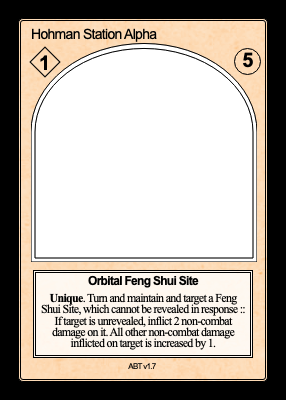 Hohman Station Alpha
1
5
Orbital Feng Shui Site
Unique. Turn and maintain and target a Feng
Shui Site, which cannot be revealed in response ::
If target is unrevealed, inflict 2 non-combat
damage on it. All other non-combat damage
inflicted on target is increased by 1.
ABT v1.7